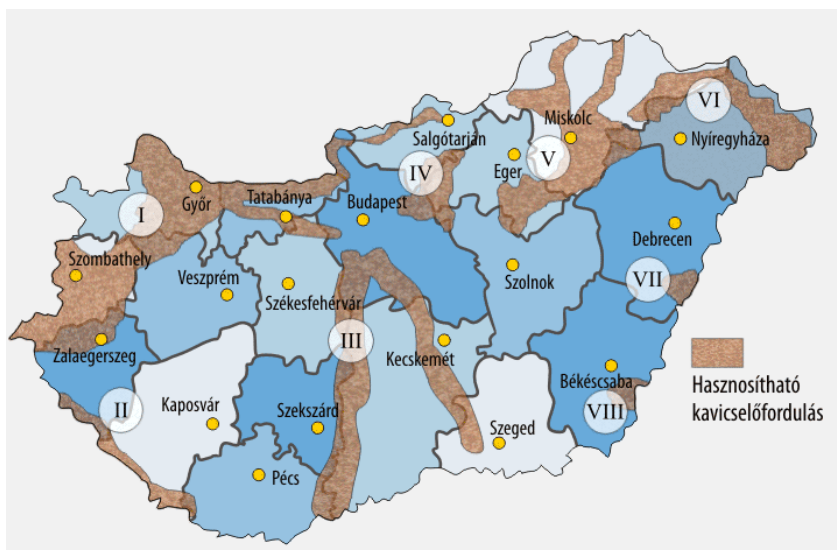 Miskolc
VI
Salgótarján
Nyíregyháza
IV
Eger
V
Győr
Tatabánya
Budapest
I
Debrecen
Szombathely
Veszprém
Szolnok
VII
Székesfehérvár
III
Zalaegerszeg
Kecskemét
Békéscsaba
Hasznosítható
kavicselőfordulás
II
Kaposvár
Szekszárd
VIII
Szeged
Pécs